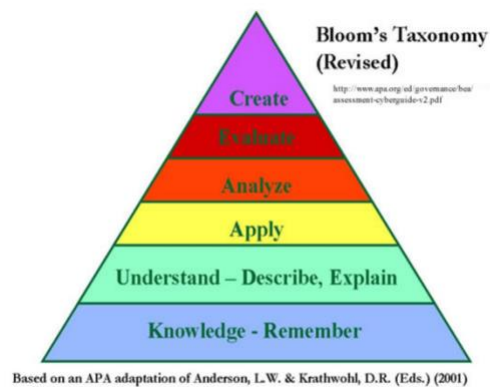 Bloom's Taxonomy
(Revised)
http://www.apa.org/ed/governance/bea/
assessment-cyberguide-v2.pdf
Create
Evaluate
Analyze
Apply
Understand – Describe, Explain
Knowledge - Remember
Based on an APA adaptation of Anderson, L.W. & Krathwohl, D.R. (Eds.) (2001)